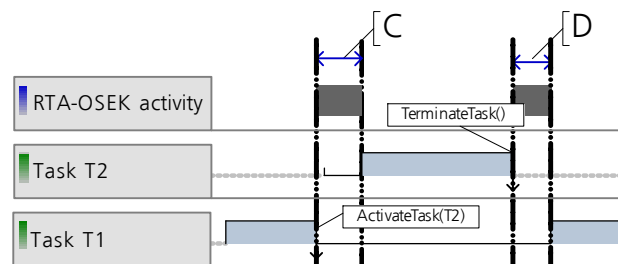 C
D
RTA-OSEK activity
TerminateTask()
Task T2
ActivateTask(T2)
Task T1